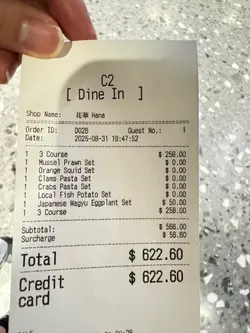 C2
[ Dine In ]
Shop Name: 花華 Hana
Order ID: D028 Guest No.: 1
Date: 2025-08-31 19:47:52
1 3 Course $ 258.00
1 Mussel Prawn Set $ 0.00
1 Orange Squid Set $ 0.00
1 Clams Pasta Set $ 0.00
1 Crabs Pasta Set $ 0.00
1 Local Fish Potato Set $ 0.00
1 Japanese Wagyu Eggplant Set $ 50.00
1 3 Course $ 258.00
Subtotal: $ 566.00
Surcharge $ 56.60
Total $ 622.60
Credit $ 622.60
card